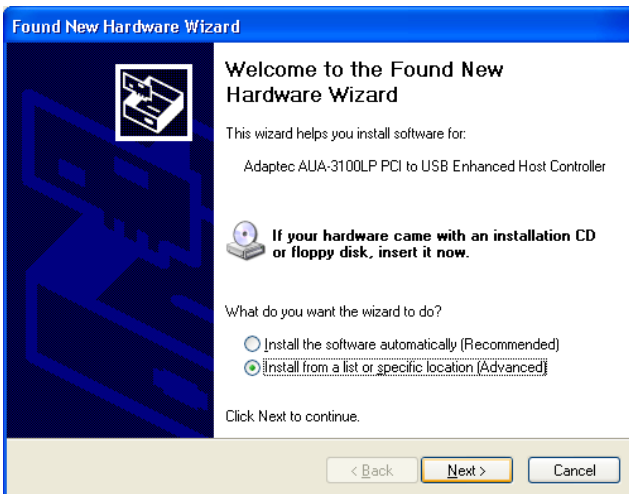 Found New Hardware Wizard
Welcome to the Found New
Hardware Wizard
This wizard helps you install software for:
Adaptec AUA-3100LP PCI to USB Enhanced Host Controller
If your hardware came with an installation CD
or floppy disk, insert it now.
What do you want the wizard to do?
Install the software automatically (Recommended)
Install from a list or specific location (Advanced)
Click Next to continue.
< Back Next > Cancel